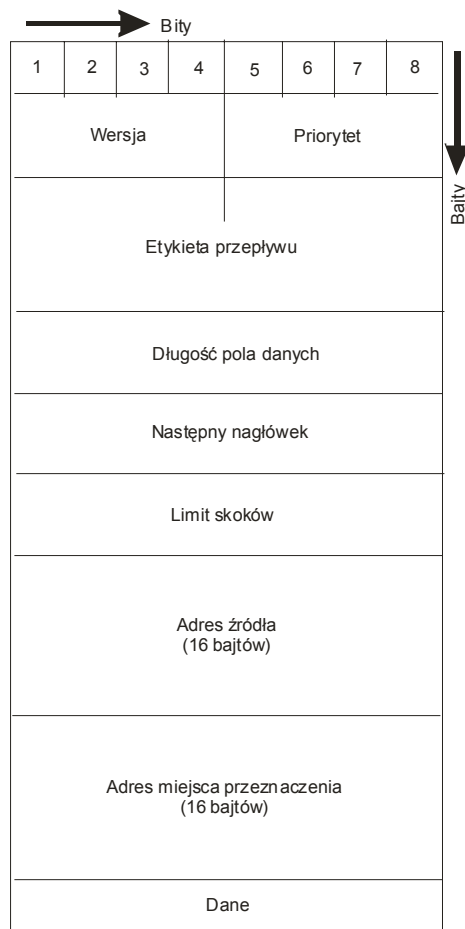 Bity
1 2 3 4 5 6 7 8
Wersja Priorytet
Bajty
Etykieta przepływu
Długość pola danych
Następny nagłówek
Limit skoków
Adres źródła
(16 bajtów)
Adres miejsca przeznaczenia
(16 bajtów)
Dane